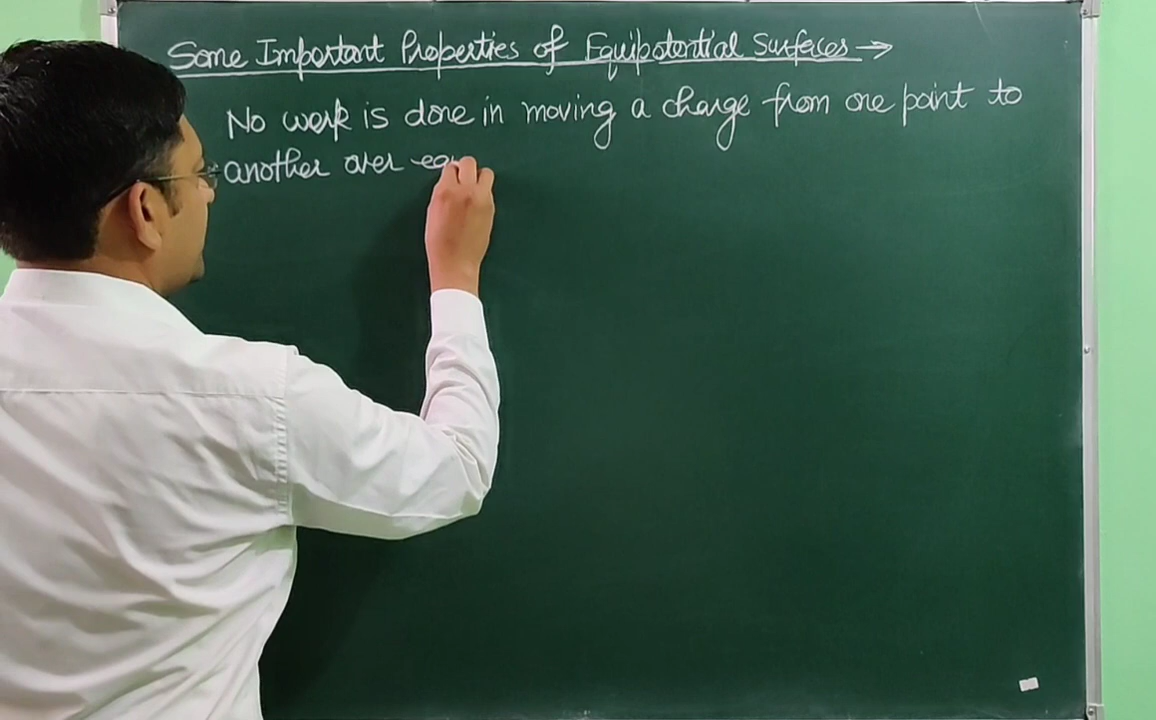 Some Important Properties of Equipotential Surfaces →
No work is done in moving a charge from one point to
another over equ